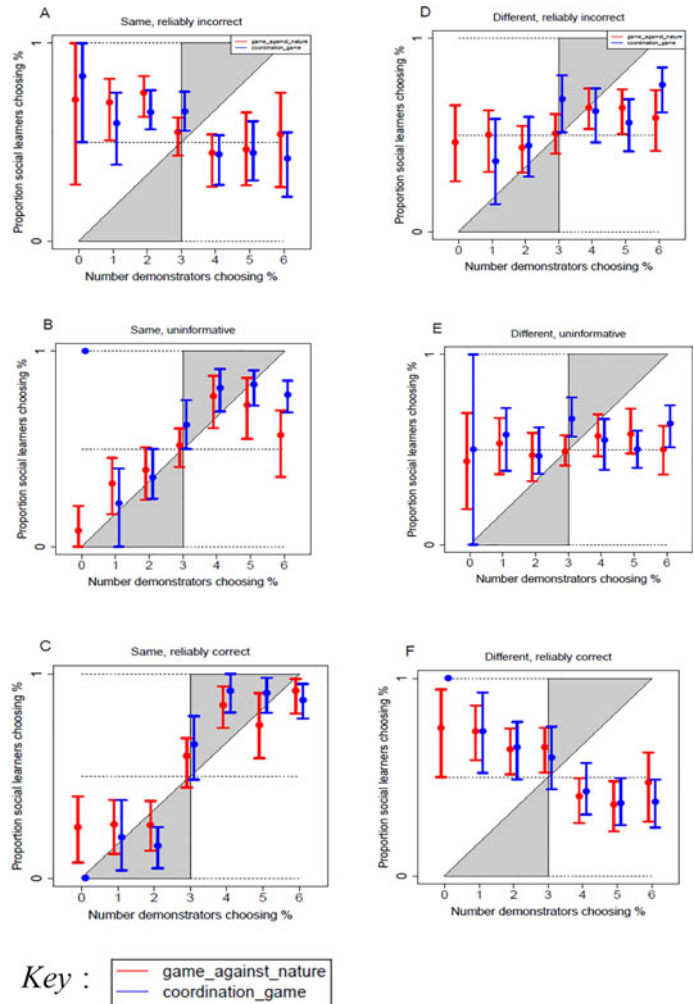 A
Same, reliably incorrect
game_against_nature
coordination_game
Proportion social learners choosing %
1
0
0 1 2 3 4 5 6
Number demonstrators choosing %
D
Different, reliably incorrect
game_against_nature
coordination_game
Proportion social learners choosing %
1
0
0 1 2 3 4 5 6
Number demonstrators choosing %
B
Same, uninformative
Proportion social learners choosing %
1
0
0 1 2 3 4 5 6
Number demonstrators choosing %
E
Different, uninformative
Proportion social learners choosing %
1
0
0 1 2 3 4 5 6
Number demonstrators choosing %
C
Same, reliably correct
Proportion social learners choosing %
1
0
0 1 2 3 4 5 6
Number demonstrators choosing %
F
Different, reliably correct
Proportion social learners choosing %
1
0
0 1 2 3 4 5 6
Number demonstrators choosing %
Key :
game_against_nature
coordination_game